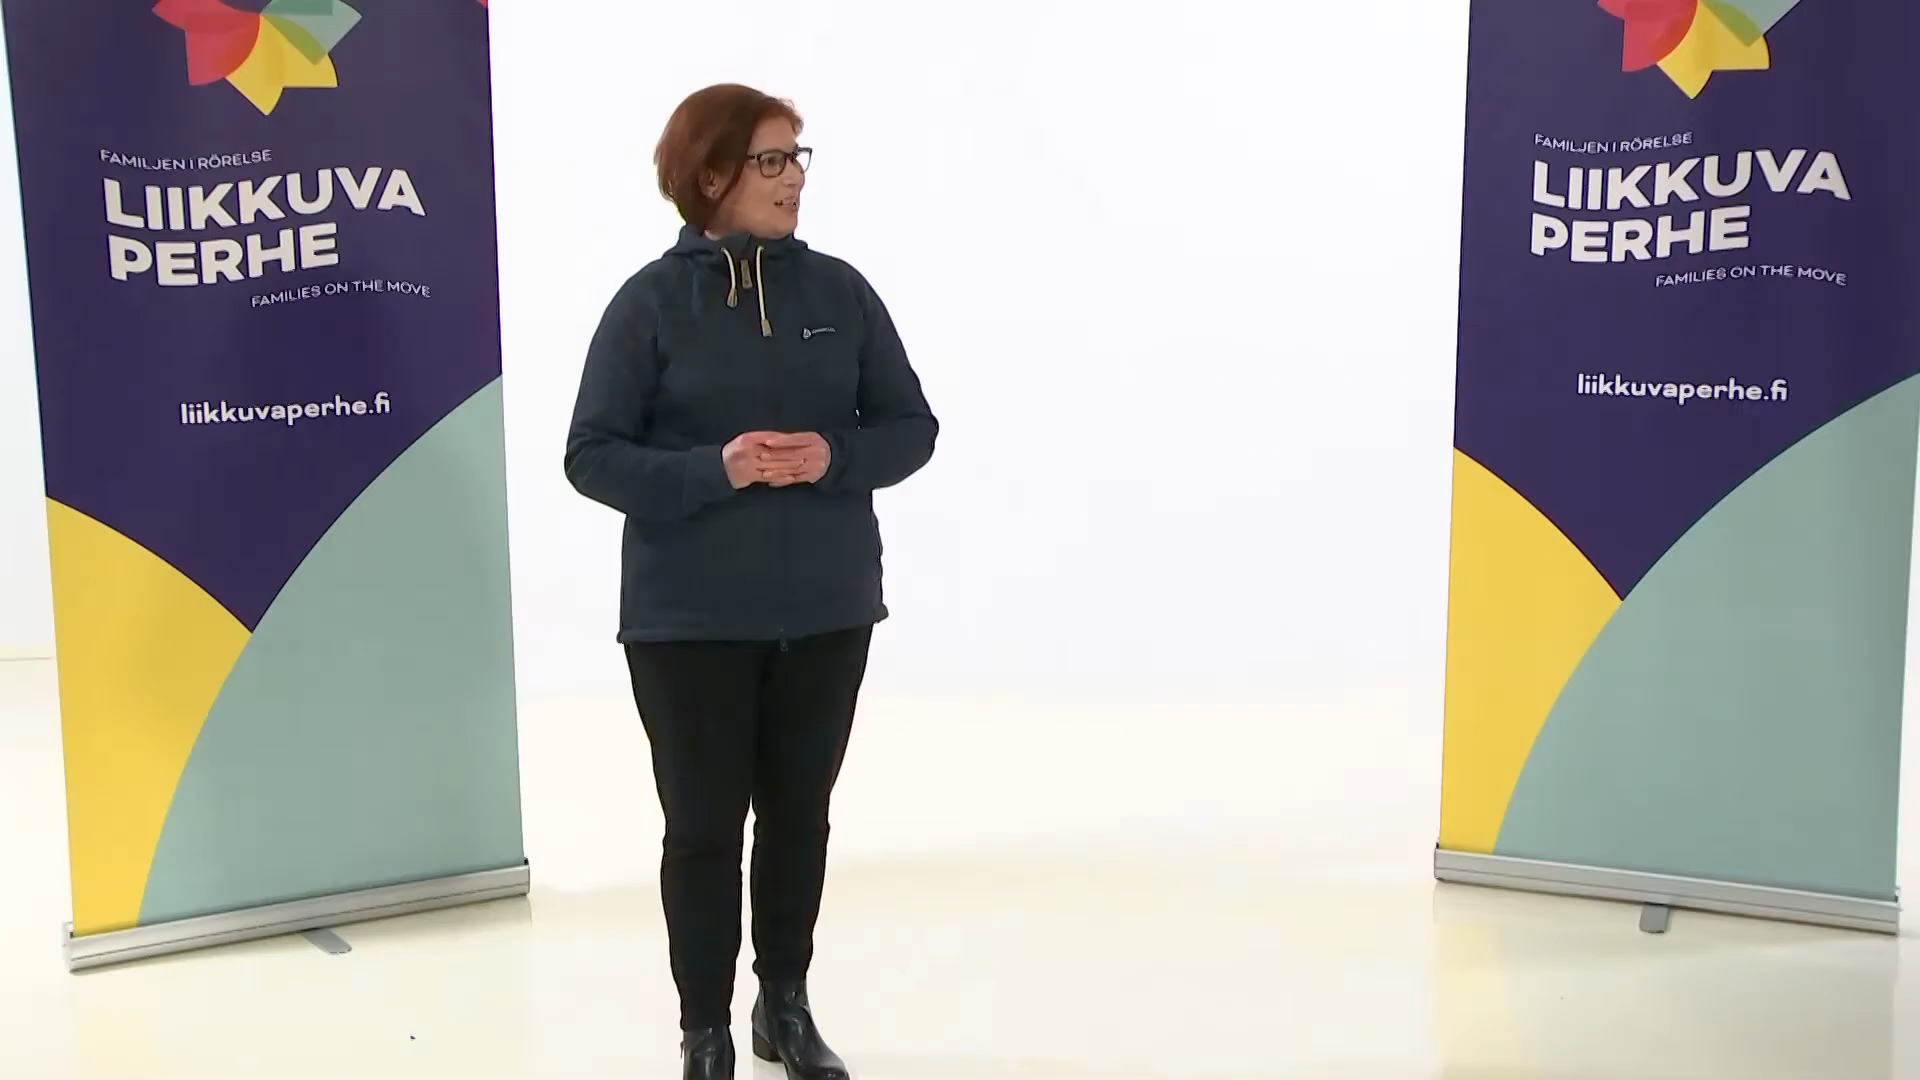 FAMILJEN I RÖRELSE
LIIKKUVA
PERHE
FAMILIES ON THE MOVE
liikkuvaperhe.fi
FAMILJEN I RÖRELSE
LIIKKUVA
PERHE
FAMILIES ON THE MOVE
liikkuvaperhe.fi